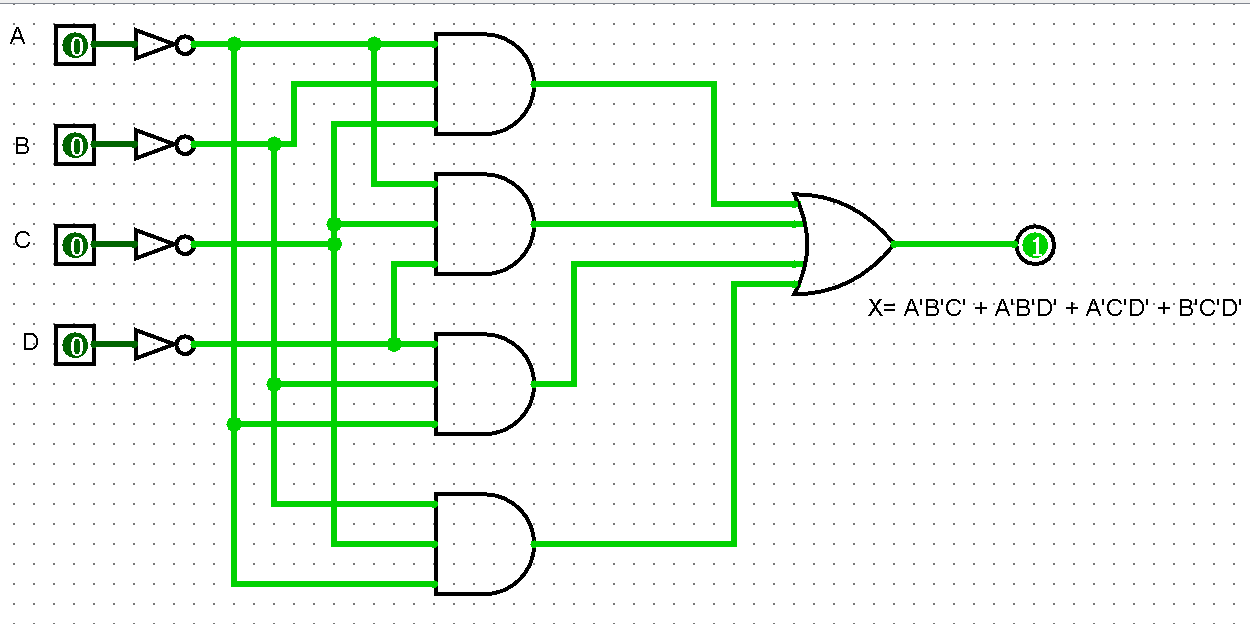 A
0
B
0
C
0
D
0
1
X= A'B'C' + A'B'D' + A'C'D' + B'C'D'